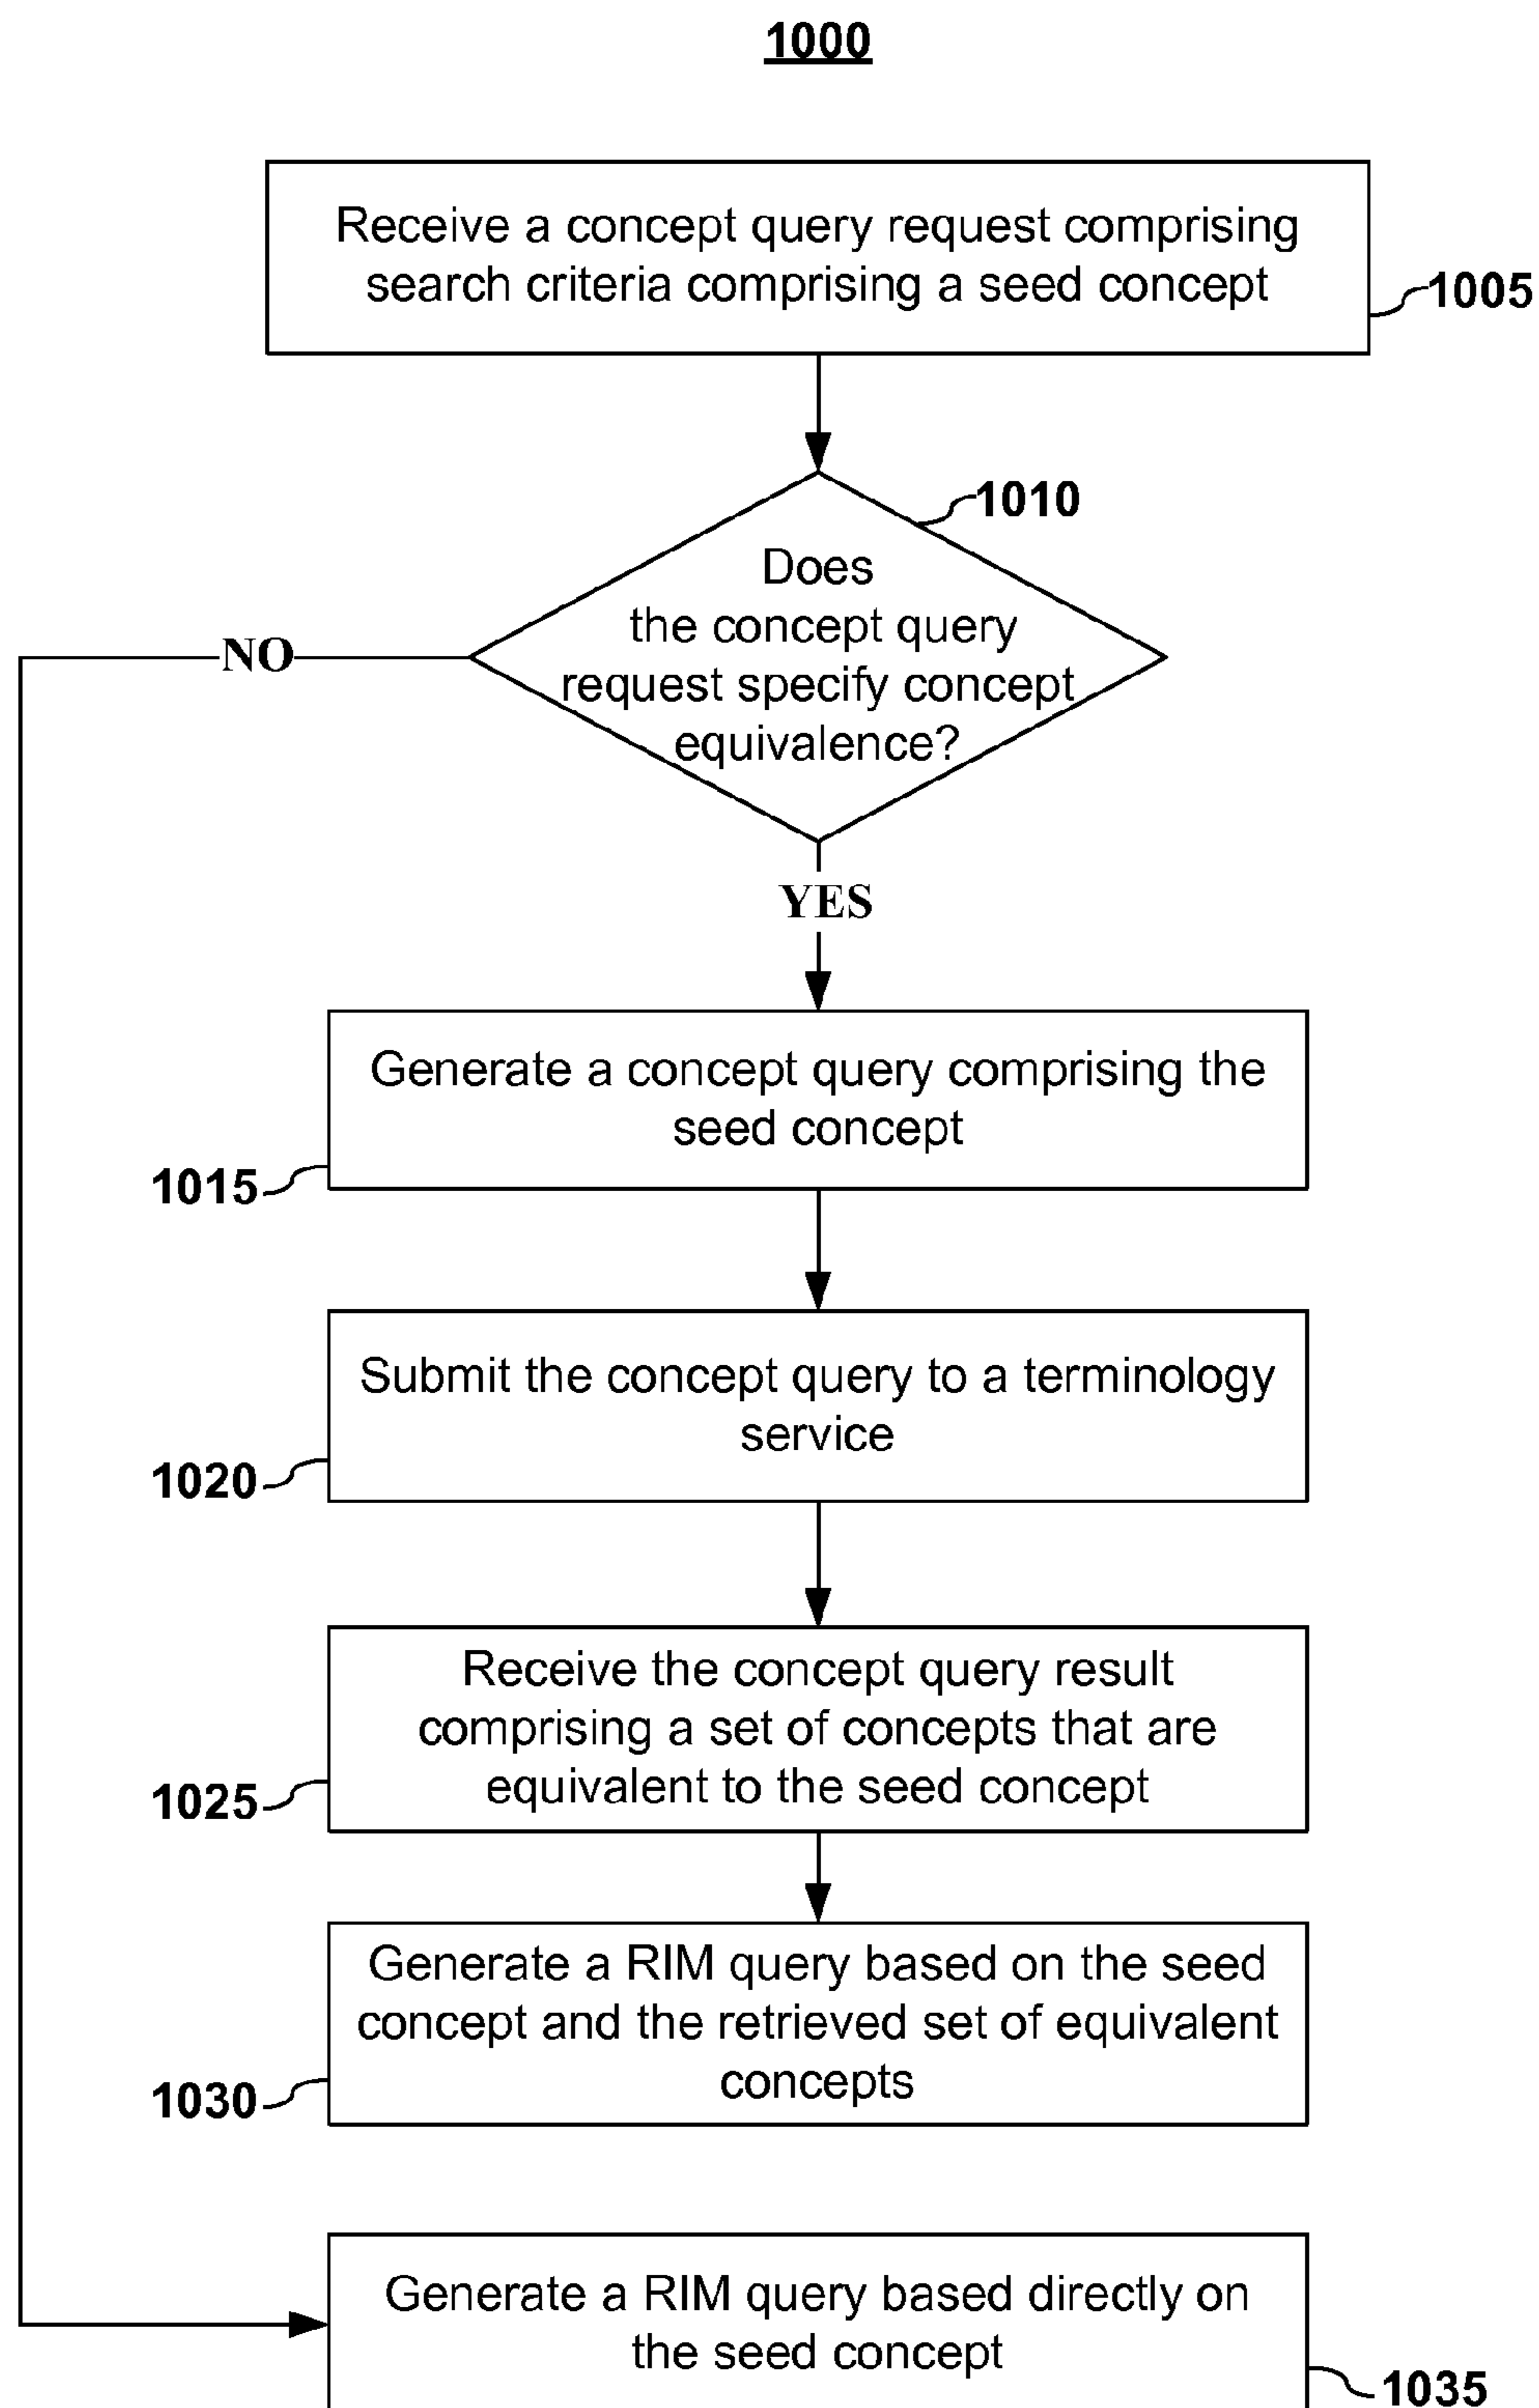 1000
Receive a concept query request comprising
search criteria comprising a seed concept
1005
1010
Does
the concept query
request specify concept
equivalence?
NO
YES
Generate a concept query comprising the
seed concept
1015
Submit the concept query to a terminology
service
1020
Receive the concept query result
comprising a set of concepts that are
equivalent to the seed concept
1025
Generate a RIM query based on the seed
concept and the retrieved set of equivalent
concepts
1030
Generate a RIM query based directly on
the seed concept
1035